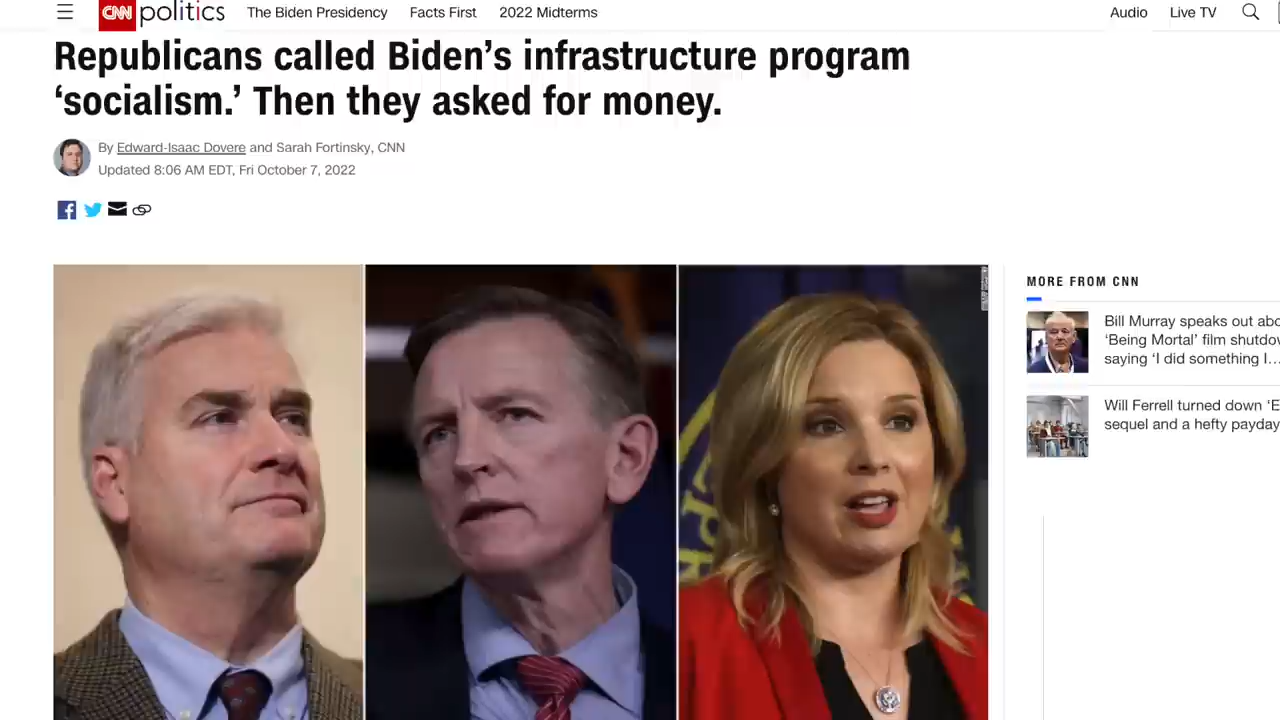 CNN politics The Biden Presidency Facts First 2022 Midterms Audio Live TV
Republicans called Biden's infrastructure program
‘socialism.’ Then they asked for money.
By Edward-Isaac Dovere and Sarah Fortinsky, CNN
Updated 8:06 AM EDT, Fri October 7, 2022
MORE FROM CNN
Bill Murray speaks out abo
‘Being Mortal’ film shutdow
saying ‘I did something I...
Will Ferrell turned down ‘E
sequel and a hefty payday